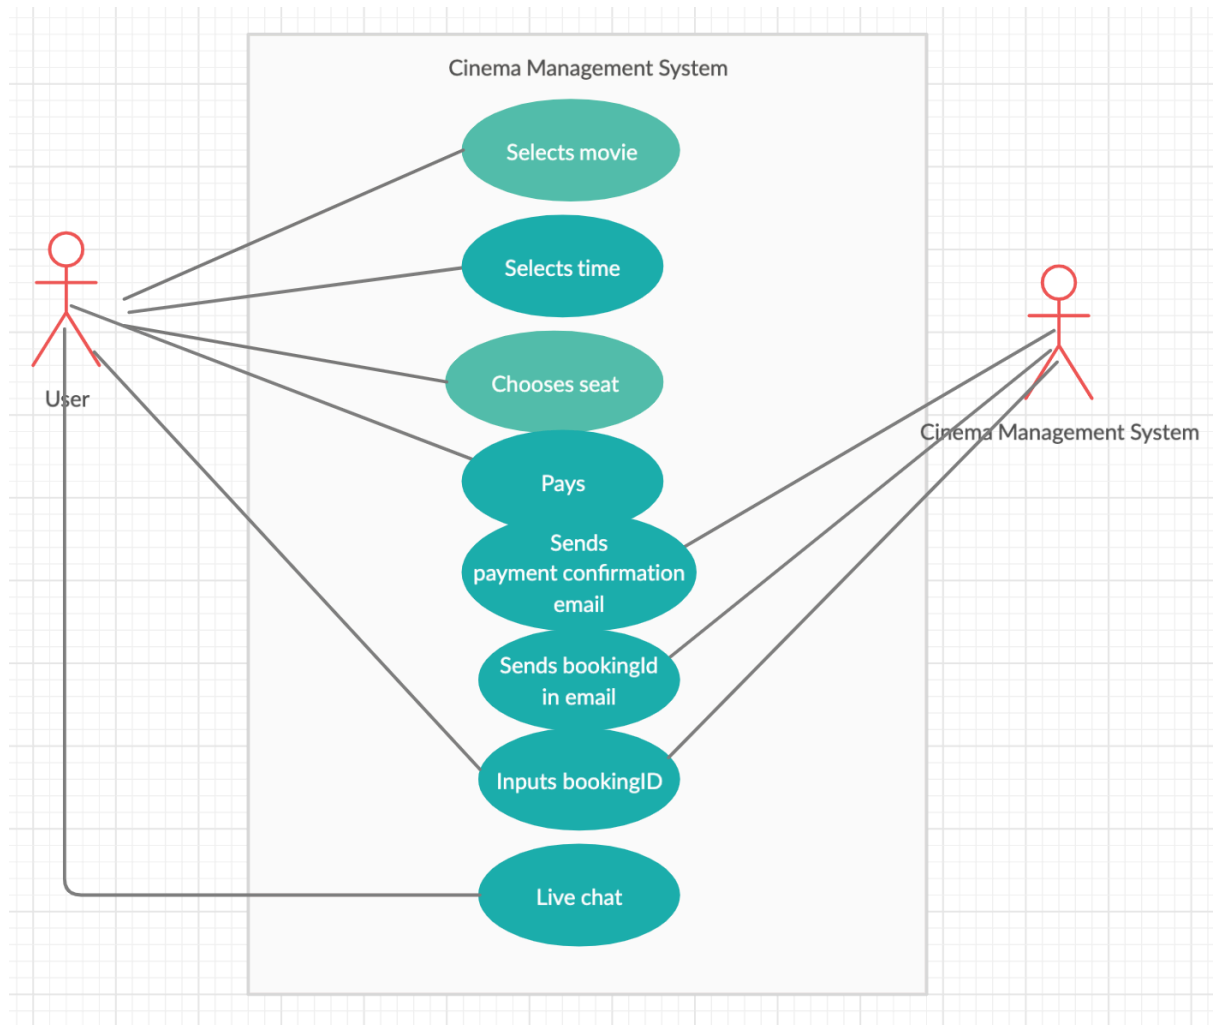 Cinema Management System
Selects movie
Selects time
Chooses seat
User
Cinema Management System
Pays
Sends
payment confirmation
email
Sends bookingId
in email
Inputs bookingID
Live chat